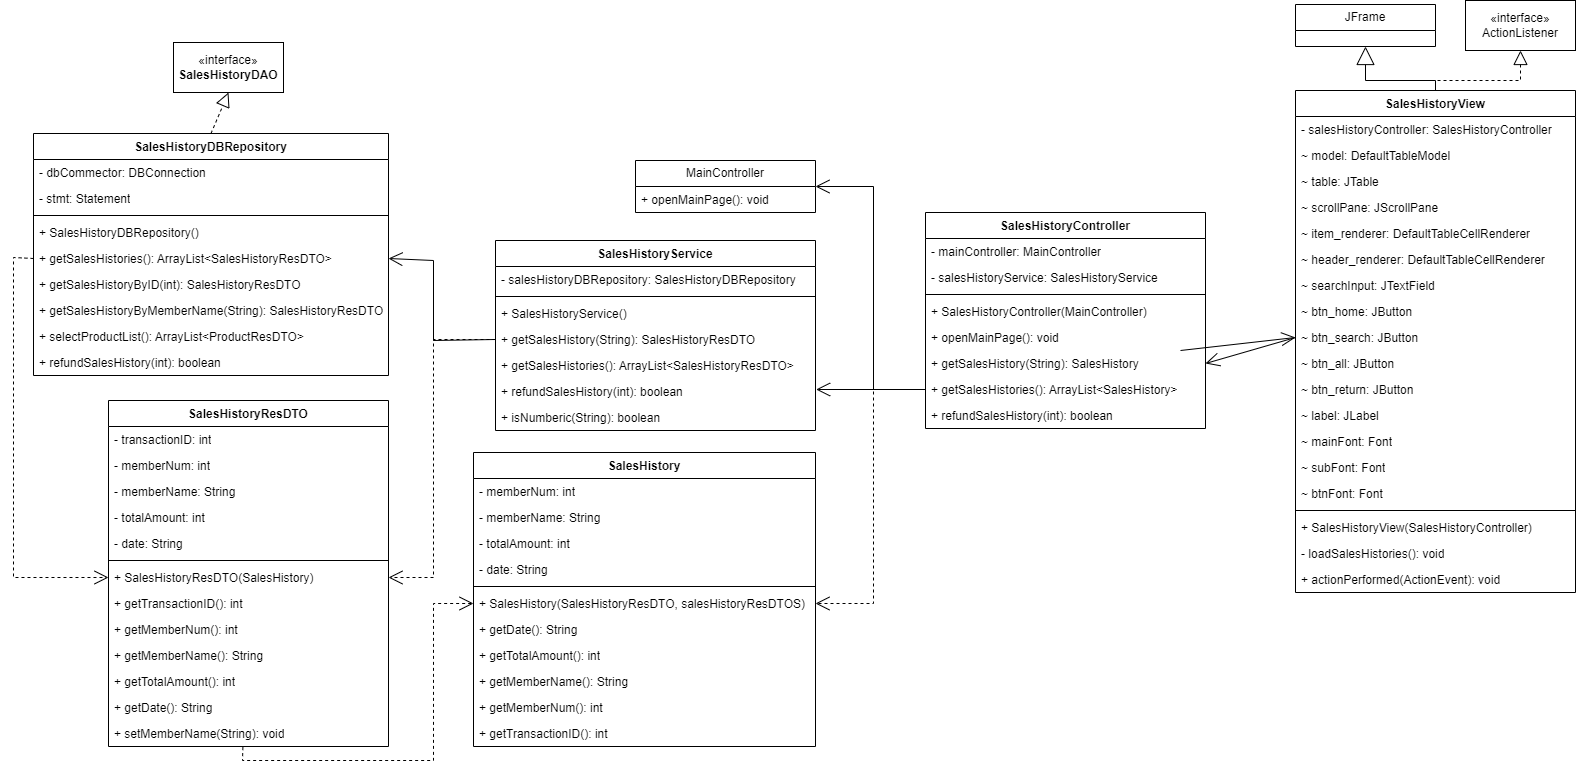 «interface»
SalesHistoryDAO
SalesHistoryDBRepository
- dbCommector: DBConnection
- stmt: Statement
+ SalesHistoryDBRepository()
+ getSalesHistories(): ArrayList<SalesHistoryResDTO>
+ getSalesHistoryByID(int): SalesHistoryResDTO
+ getSalesHistoryByMemberName(String): SalesHistoryResDTO
+ selectProductList(): ArrayList<ProductResDTO>
+ refundSalesHistory(int): boolean
SalesHistoryResDTO
- transactionID: int
- memberNum: int
- memberName: String
- totalAmount: int
- date: String
+ SalesHistoryResDTO(SalesHistory)
+ getTransactionID(): int
+ getMemberNum(): int
+ getMemberName(): String
+ getTotalAmount(): int
+ getDate(): String
+ setMemberName(String): void
MainController
+ openMainPage(): void
SalesHistoryService
- salesHistoryDBRepository: SalesHistoryDBRepository
+ SalesHistoryService()
+ getSalesHistory(String): SalesHistoryResDTO
+ getSalesHistories(): ArrayList<SalesHistoryResDTO>
+ refundSalesHistory(int): boolean
+ isNumberic(String): boolean
SalesHistory
- memberNum: int
- memberName: String
- totalAmount: int
- date: String
+ SalesHistory(SalesHistoryResDTO, salesHistoryResDTOS)
+ getDate(): String
+ getTotalAmount(): int
+ getMemberName(): String
+ getMemberNum(): int
+ getTransactionID(): int
SalesHistoryController
- mainController: MainController
- salesHistoryService: SalesHistoryService
+ SalesHistoryController(MainController)
+ openMainPage(): void
+ getSalesHistory(String): SalesHistory
+ getSalesHistories(): ArrayList<SalesHistory>
+ refundSalesHistory(int): boolean
JFrame
«interface»
ActionListener
SalesHistoryView
- salesHistoryController: SalesHistoryController
~ model: DefaultTableModel
~ table: JTable
~ scrollPane: JScrollPane
~ item_renderer: DefaultTableCellRenderer
~ header_renderer: DefaultTableCellRenderer
~ searchInput: JTextField
~ btn_home: JButton
~ btn_search: JButton
~ btn_all: JButton
~ btn_return: JButton
~ label: JLabel
~ mainFont: Font
~ subFont: Font
~ btnFont: Font
+ SalesHistoryView(SalesHistoryController)
- loadSalesHistories(): void
+ actionPerformed(ActionEvent): void